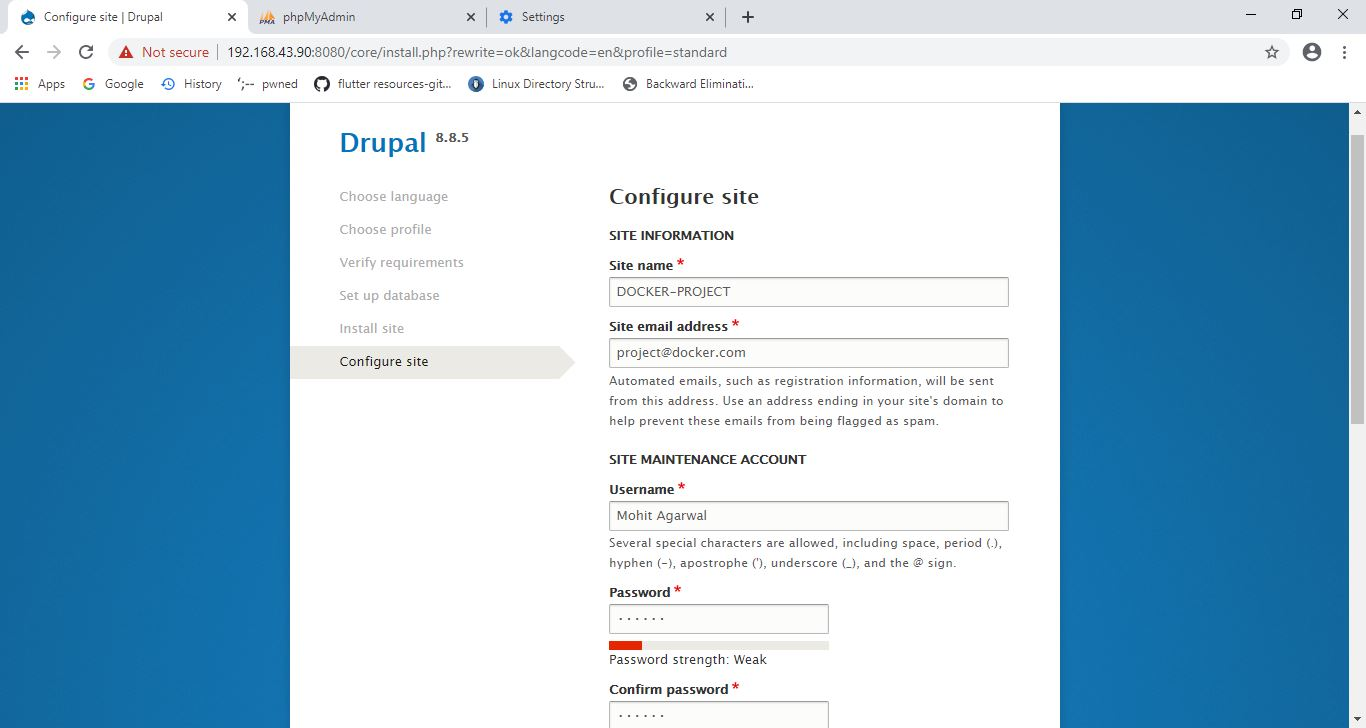 Configure site | Drupal
phpMyAdmin
Settings
Not secure
192.168.43.90:8080/core/install.php?rewrite=ok&langcode=en&profile=standard
Apps
Google
History
';-- pwned
flutter resources-git...
Linux Directory Stru...
Backward Eliminati...
Drupal 8.8.5
Choose language
Choose profile
Verify requirements
Set up database
Install site
Configure site
Configure site
SITE INFORMATION
Site name *
DOCKER-PROJECT
Site email address *
project@docker.com
Automated emails, such as registration information, will be sent
from this address. Use an address ending in your site's domain to
help prevent these emails from being flagged as spam.
SITE MAINTENANCE ACCOUNT
Username *
Mohit Agarwal
Several special characters are allowed, including space, period (.),
hyphen (-), apostrophe ('), underscore (_), and the @ sign.
Password *
······
Password strength: Weak
Confirm password *
······